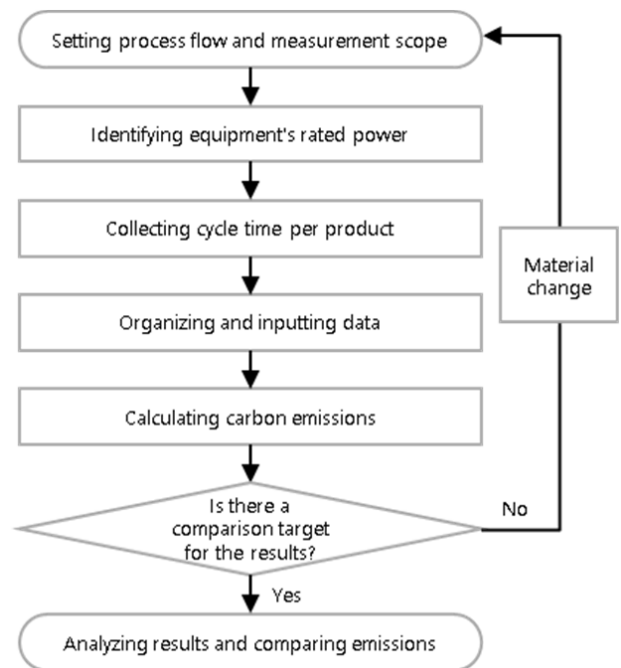 Setting process flow and measurement scope
Identifying equipment's rated power
Collecting cycle time per product
Material
change
Organizing and inputting data
Calculating carbon emissions
Is there a
comparison target
for the results?
No
Yes
Analyzing results and comparing emissions